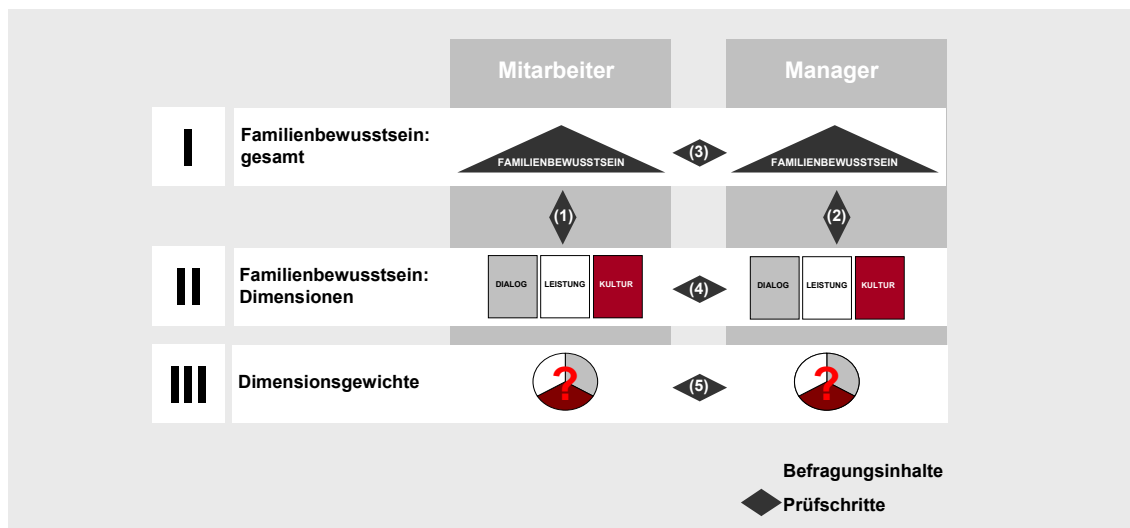 Mitarbeiter
Manager
I
Familienbewusstsein:
gesamt
FAMILIENBEWUSSTSEIN
(3)
FAMILIENBEWUSSTSEIN
(1)
(2)
II
Familienbewusstsein:
Dimensionen
DIALOG
LEISTUNG
KULTUR
(4)
DIALOG
LEISTUNG
KULTUR
III
Dimensionsgewichte
?
(5)
?
Befragungsinhalte
Prüfschritte